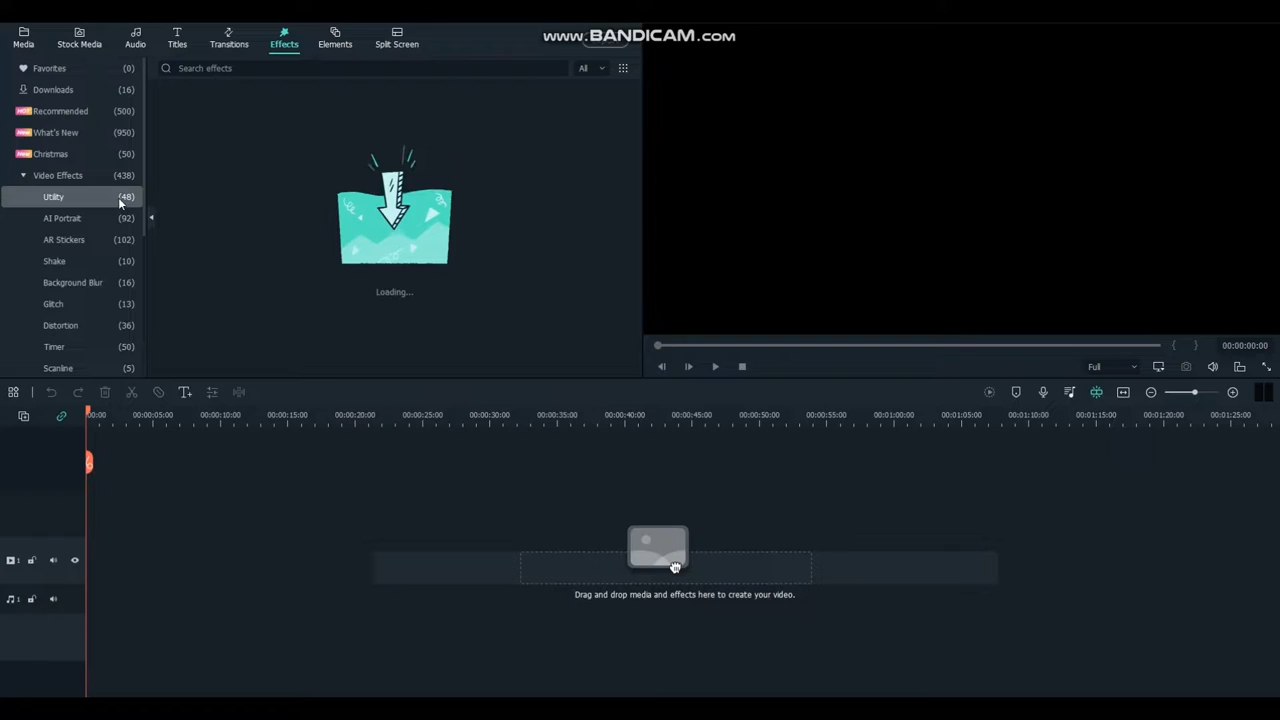 www.BANDICAM.com
Media
Stock Media
Audio
Titles
Transitions
Effects
Elements
Split Screen
Favorites (0)
Downloads (16)
HOT Recommended (500)
New What's New (950)
New Christmas (50)
Video Effects (438)
Utility (48)
AI Portrait (92)
AR Stickers (102)
Shake (10)
Background Blur (16)
Glitch (13)
Distortion (36)
Timer (50)
Scanline (5)
Search effects
All
Loading...
00:00:00:00
Full
00:00 00:00:05:00 00:00:10:00 00:00:15:00 00:00:20:00 00:00:25:00 00:00:30:00 00:00:35:00 00:00:40:00 00:00:45:00 00:00:50:00 00:00:55:00 00:01:00:00 00:01:05:00 00:01:10:00 00:01:15:00 00:01:20:00 00:01:25:00
1
Drag and drop media and effects here to create your video.
1